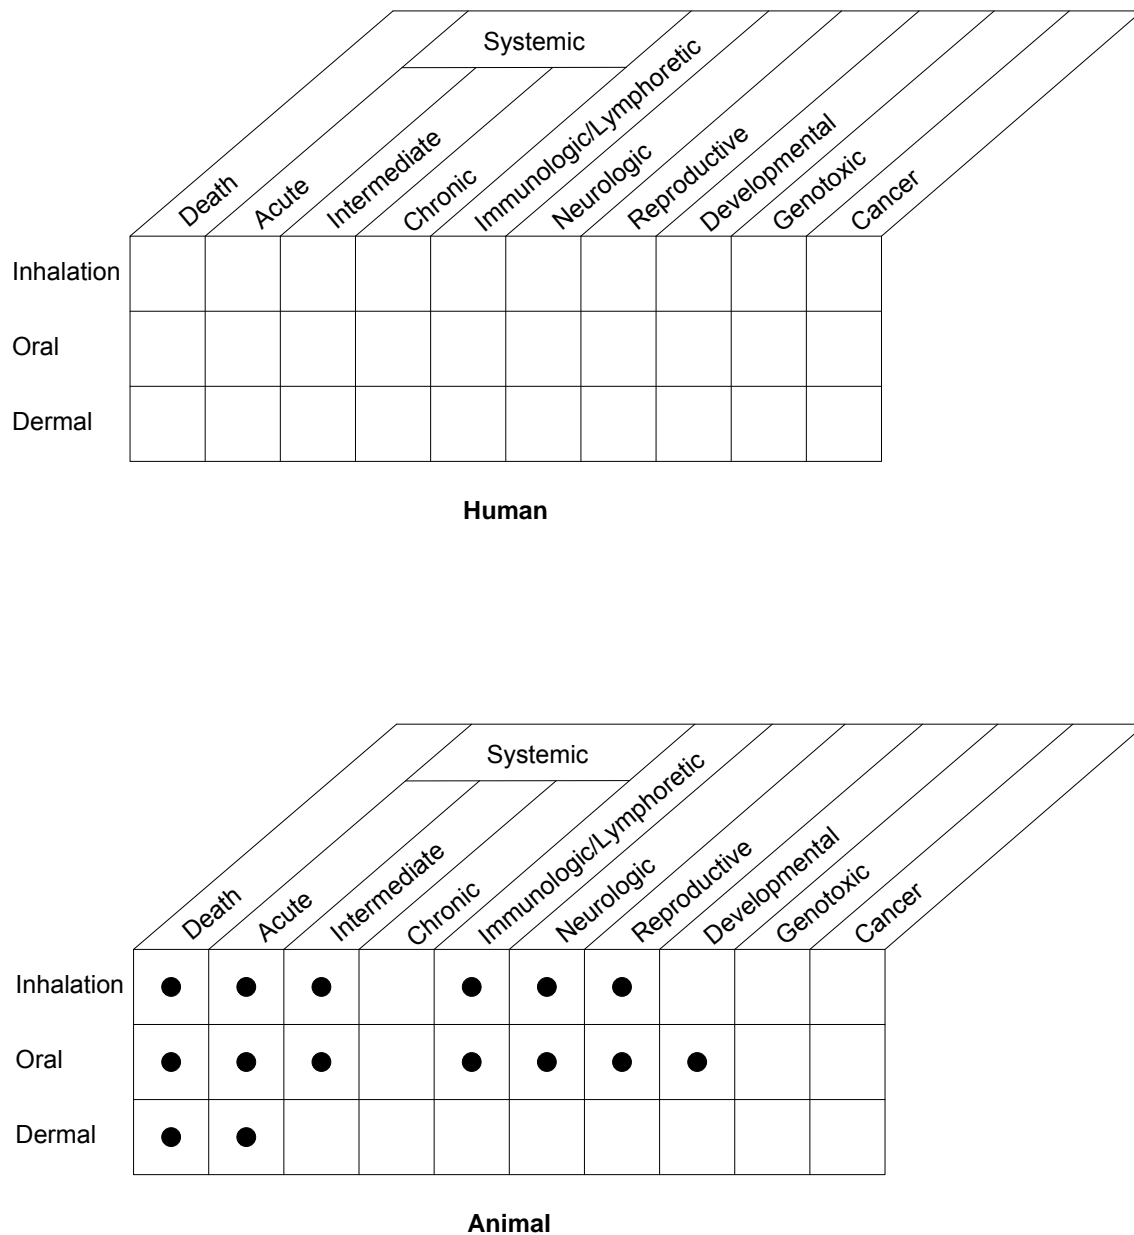 Systemic
Death
Acute
Intermediate
Chronic
Immunologic/Lymphoretic
Neurologic
Reproductive
Developmental
Genotoxic
Cancer
Inhalation
Oral
Dermal
Human
Systemic
Death
Acute
Intermediate
Chronic
Immunologic/Lymphoretic
Neurologic
Reproductive
Developmental
Genotoxic
Cancer
Inhalation
Oral
Dermal
Animal